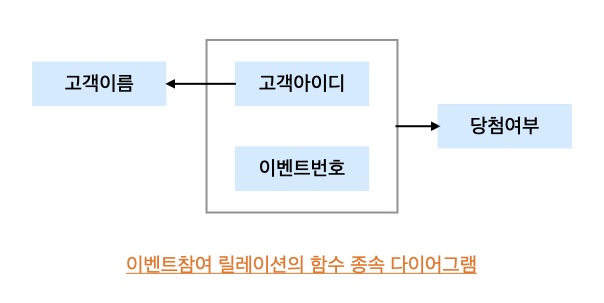 고객이름
고객아이디
당첨여부
이벤트번호
이벤트참여 릴레이션의 함수 종속 다이어그램